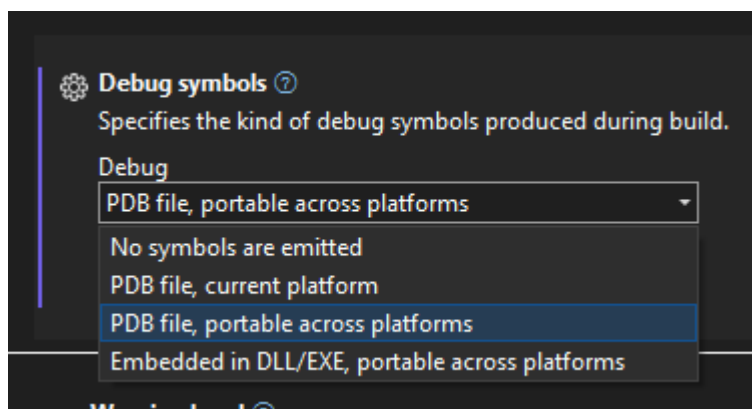 Debug symbols ?
Specifies the kind of debug symbols produced during build.
Debug
PDB file, portable across platforms
No symbols are emitted
PDB file, current platform
PDB file, portable across platforms
Embedded in DLL/EXE, portable across platforms